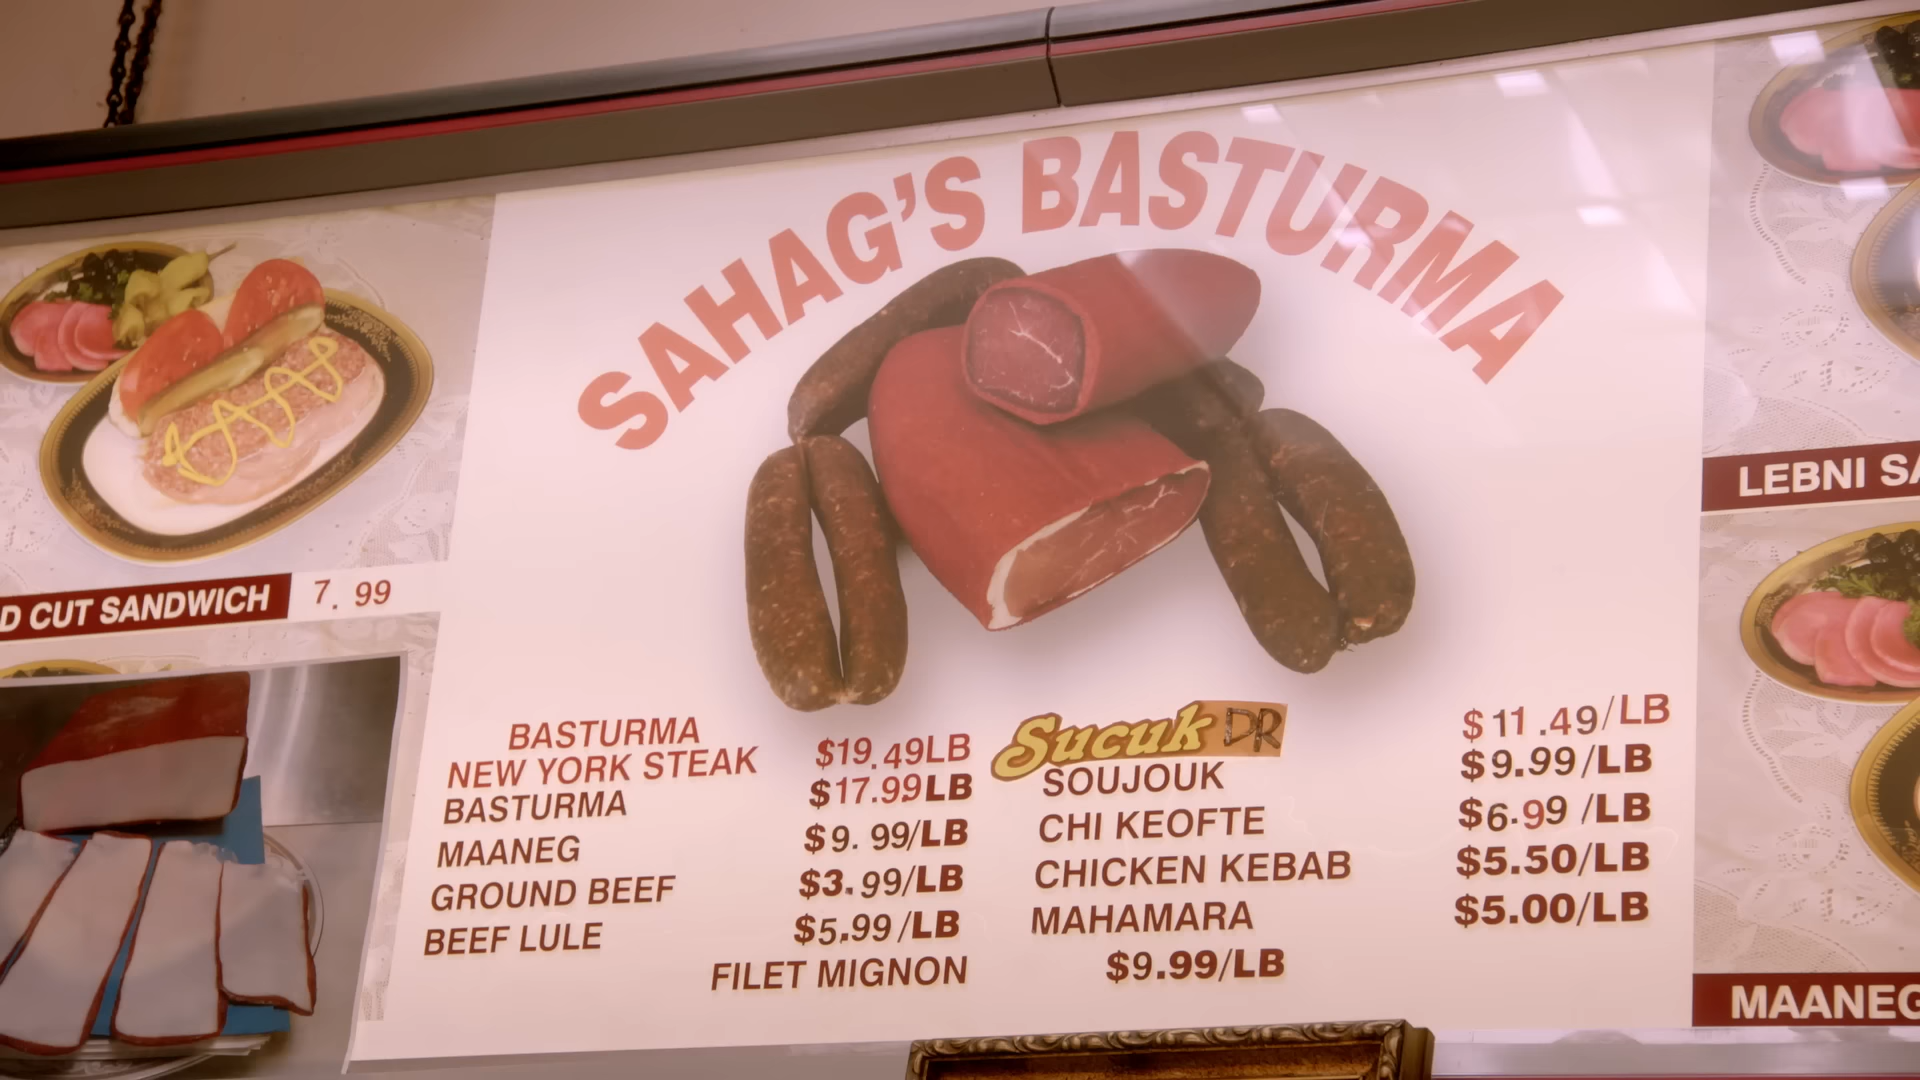 SAHAG'S BASTURMA
D CUT SANDWICH 7.99
LEBNI SA
BASTURMA
NEW YORK STEAK $19.49LB
BASTURMA $17.99LB
MAANEG $9.99/LB
GROUND BEEF $3.99/LB
BEEF LULE $5.99/LB
Sucuk DR $11.49/LB
SOUJOUK $9.99/LB
CHI KEOFTE $6.99/LB
CHICKEN KEBAB $5.50/LB
MAHAMARA $5.00/LB
FILET MIGNON $9.99/LB
MAANEG